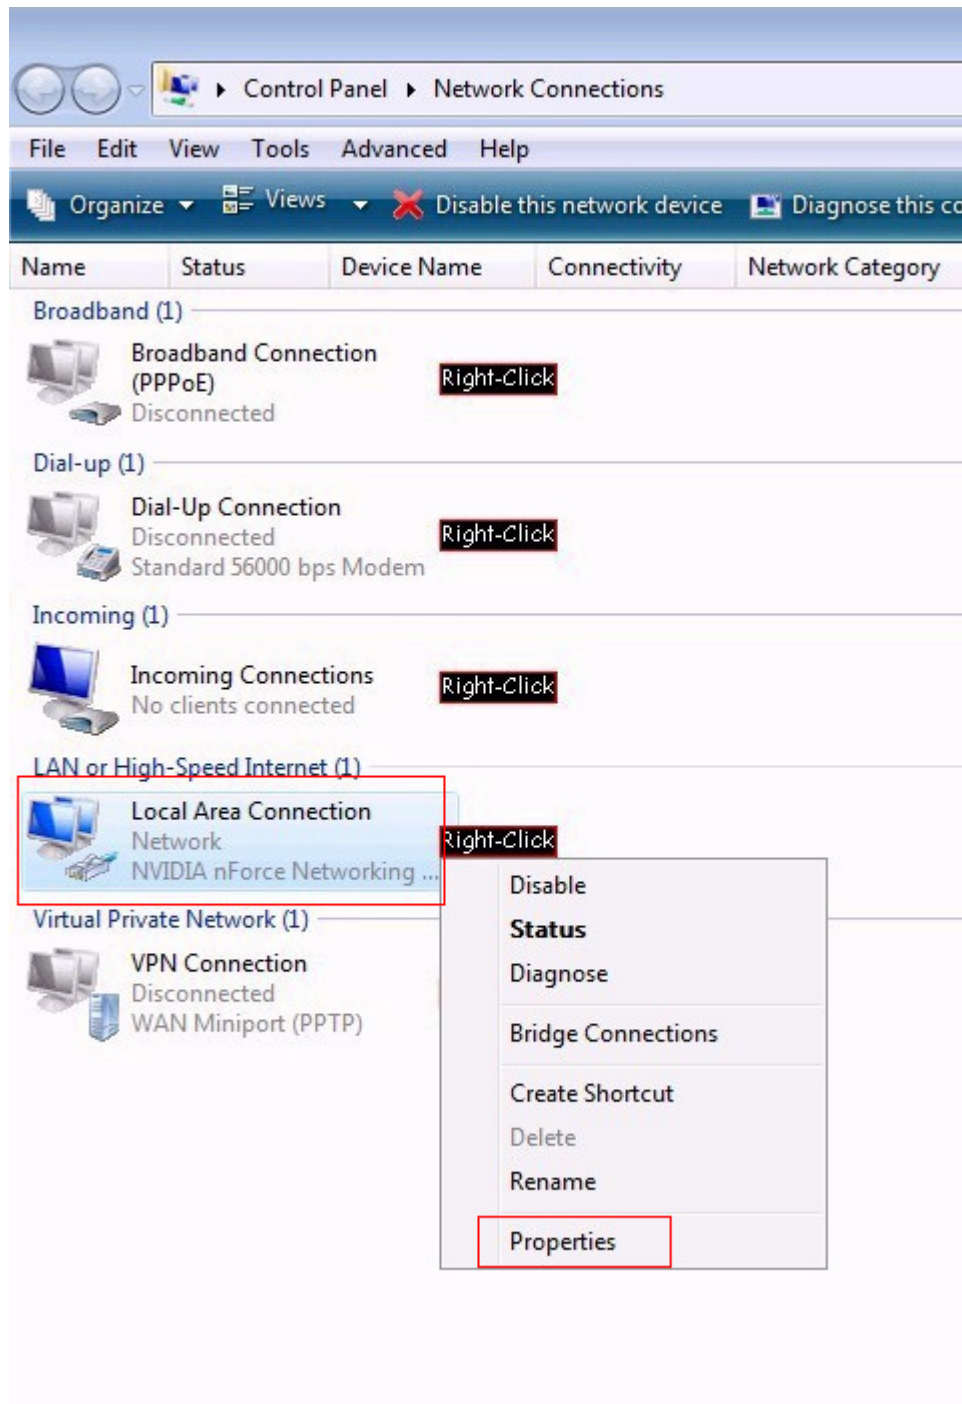 Control Panel Network Connections
File Edit View Tools Advanced Help
Organize Views Disable this network device Diagnose this co
Name Status Device Name Connectivity Network Category
Broadband (1)
Broadband Connection
(PPPoE)
Disconnected
Right-Click
Dial-up (1)
Dial-Up Connection
Disconnected
Standard 56000 bps Modem
Right-Click
Incoming (1)
Incoming Connections
No clients connected
Right-Click
LAN or High-Speed Internet (1)
Local Area Connection
Network
NVIDIA nForce Networking ...
Right-Click
Disable
Status
Diagnose
Bridge Connections
Create Shortcut
Delete
Rename
Properties
Virtual Private Network (1)
VPN Connection
Disconnected
WAN Miniport (PPTP)